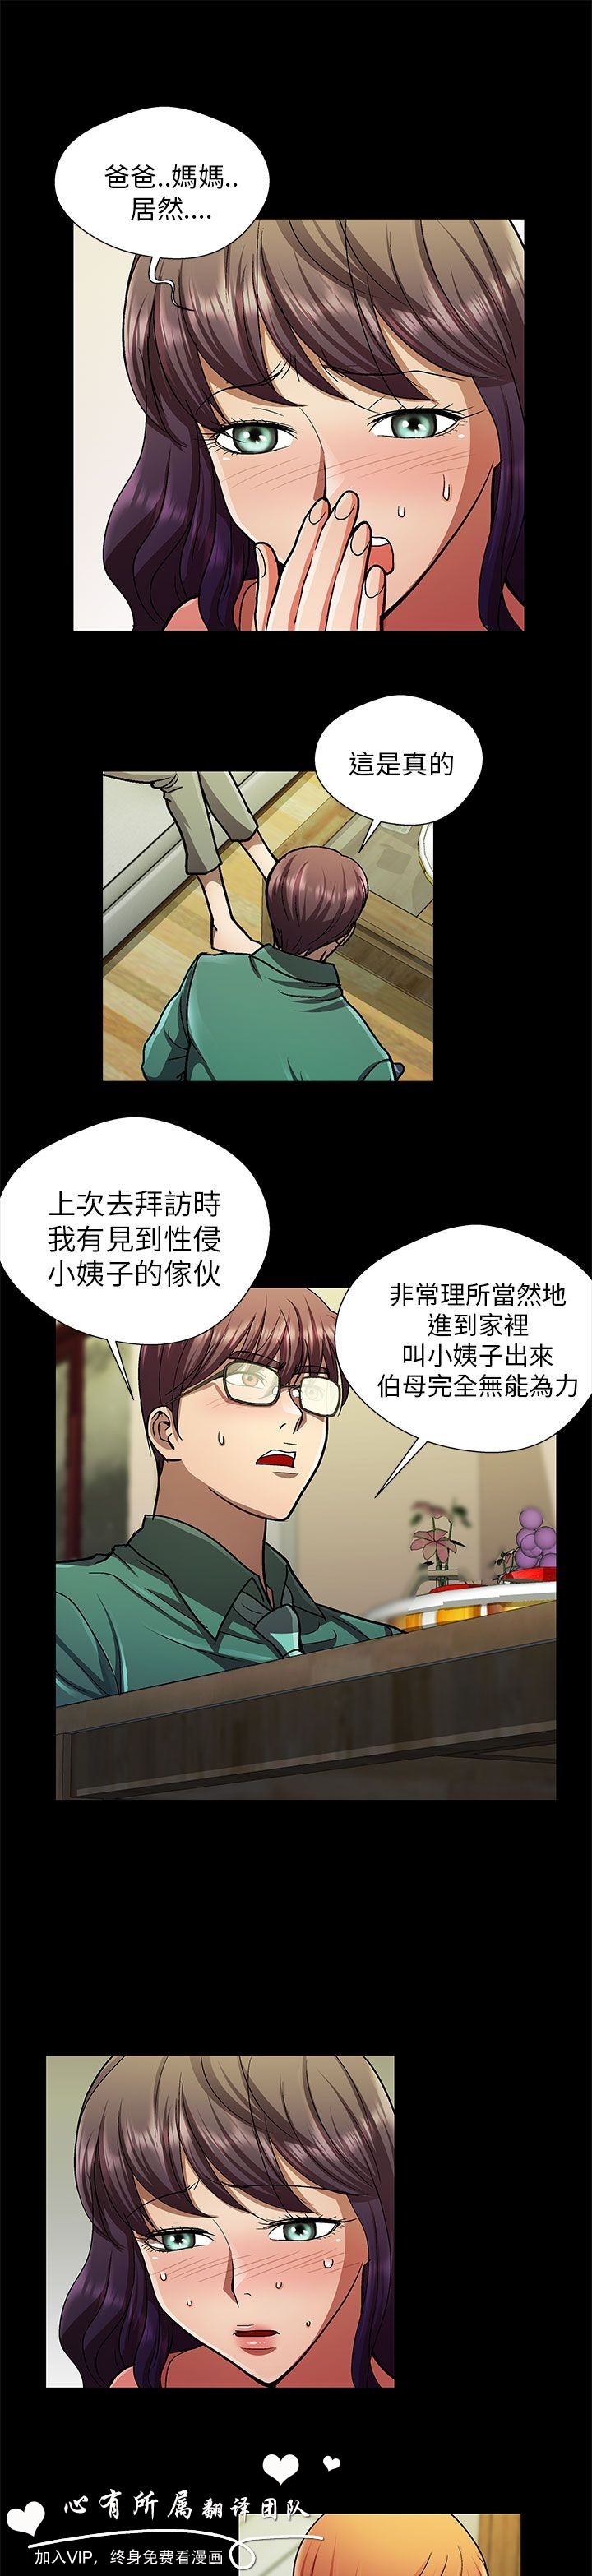 爸爸..媽媽..
居然....
這是真的
上次去拜訪時
我有見到性侵
小姨子的傢伙
非常理所當然地
進到家裡
叫小姨子出來
伯母完全無能為力
心有所属翻译团队
加入VIP，终身免费看漫画